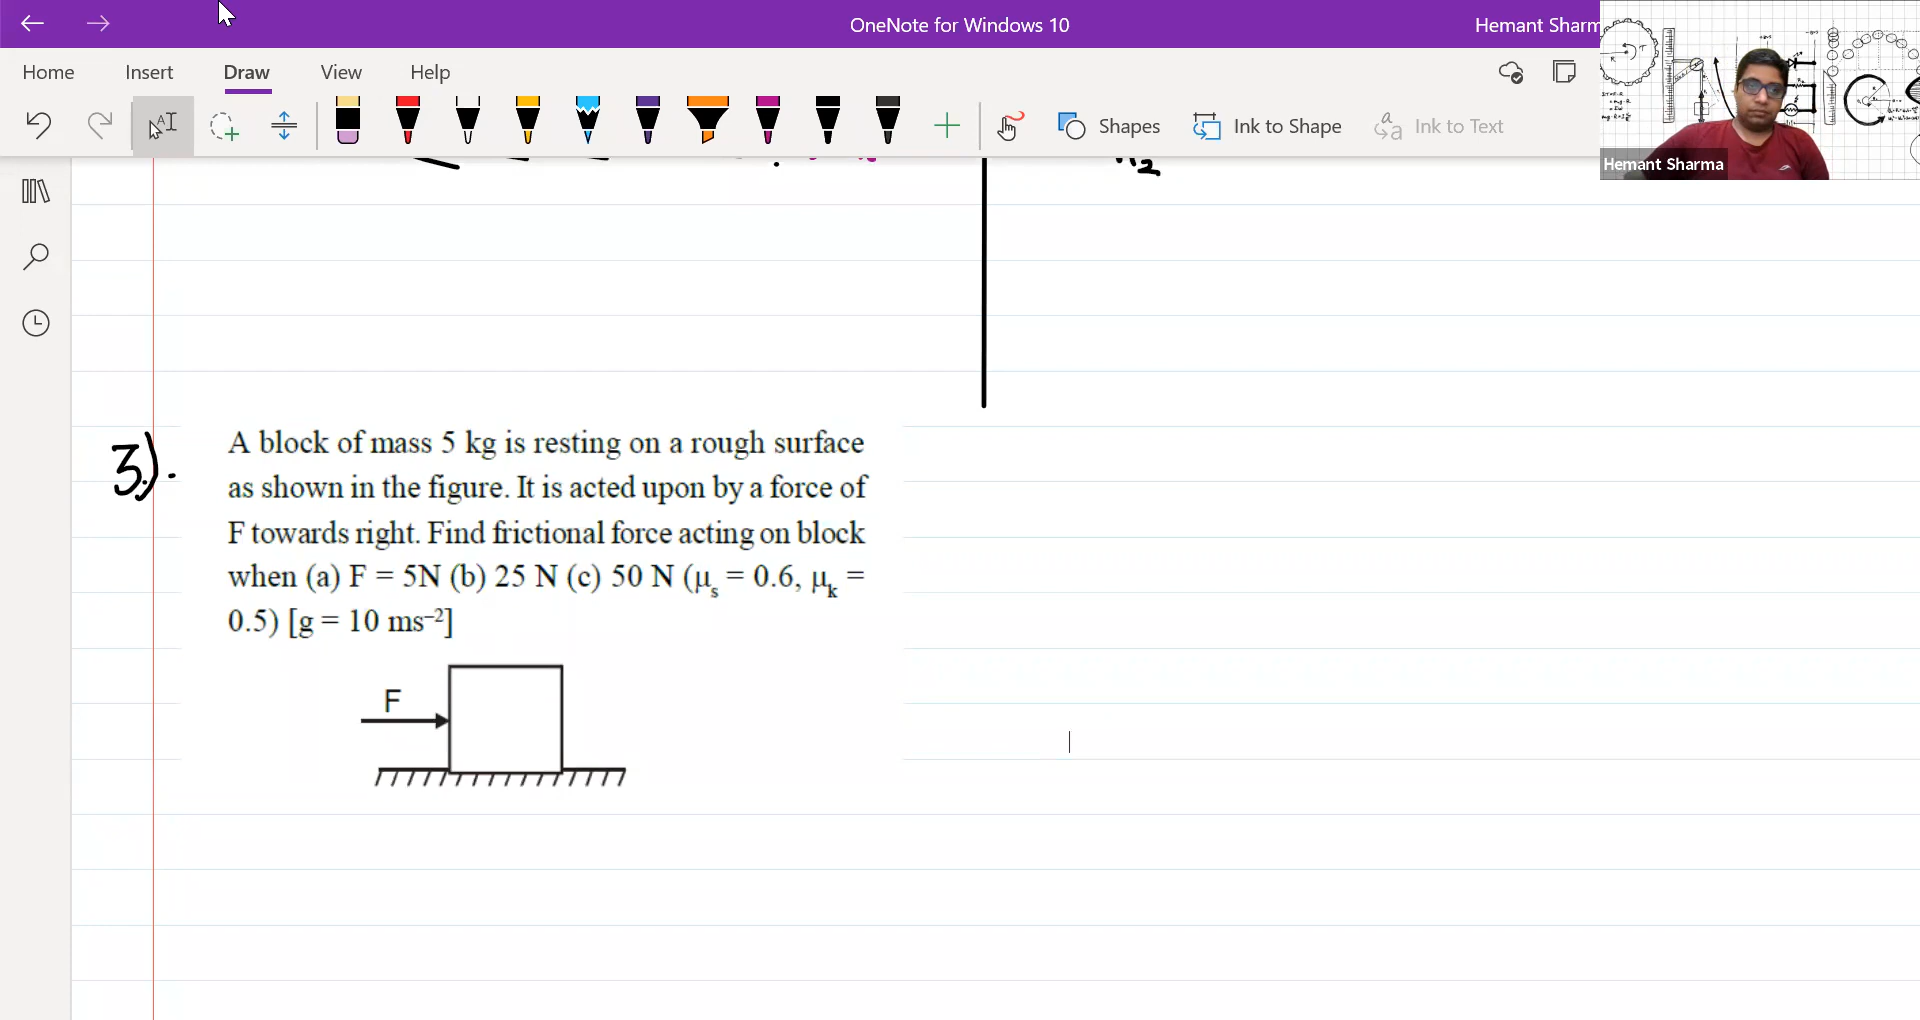 OneNote for Windows 10
Hemant Sharm
Home Insert Draw View Help
Shapes Ink to Shape Ink to Text
Hemant Sharma
3).
A block of mass 5 kg is resting on a rough surface
as shown in the figure. It is acted upon by a force of
F towards right. Find frictional force acting on block
when (a) F = 5N (b) 25 N (c) 50 N (μₛ = 0.6, μₖ =
0.5) [g = 10 ms⁻²]
F